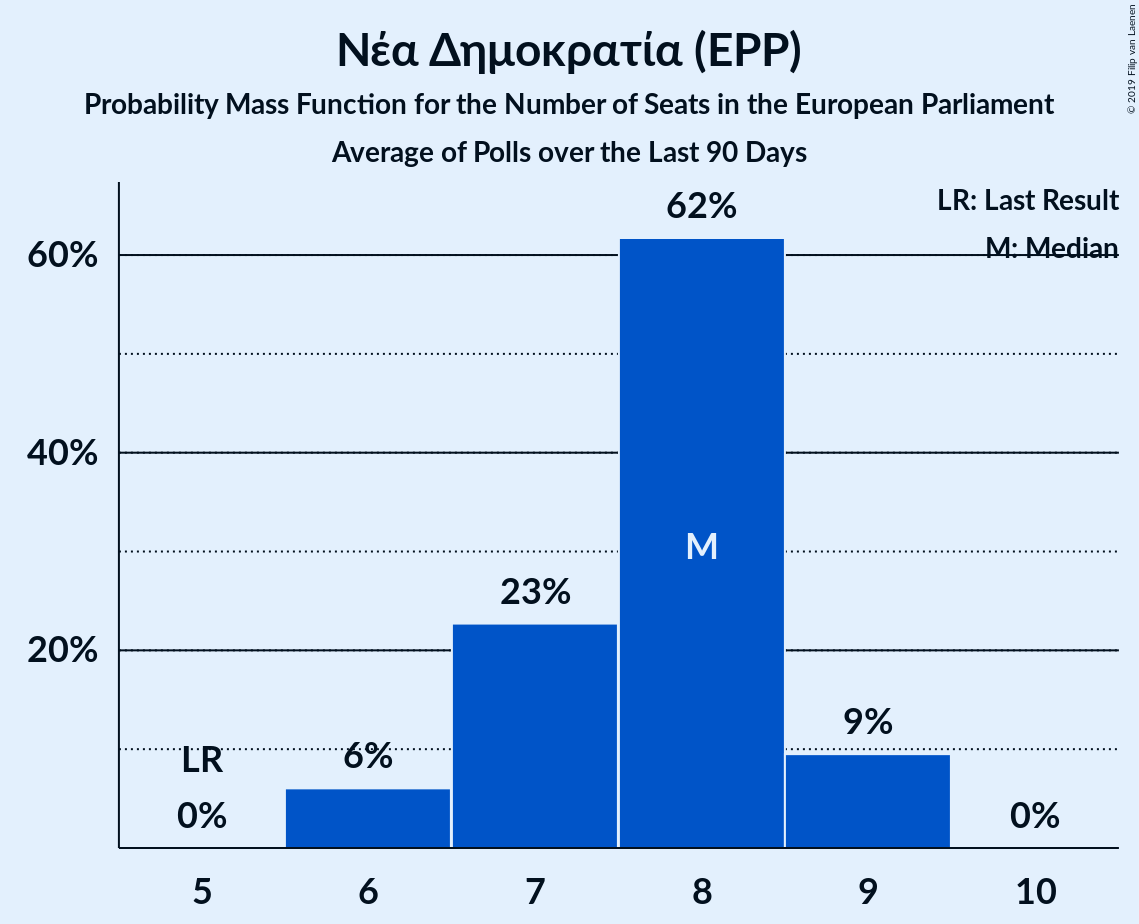 Νέα Δημοκρατία (EPP)
Probability Mass Function for the Number of Seats in the European Parliament
Average of Polls over the Last 90 Days
© 2019 Filip van Laenen
LR: Last Result
M: Median
60%
40%
20%
62%
M
23%
9%
6%
LR
0%
0%
5 6 7 8 9 10